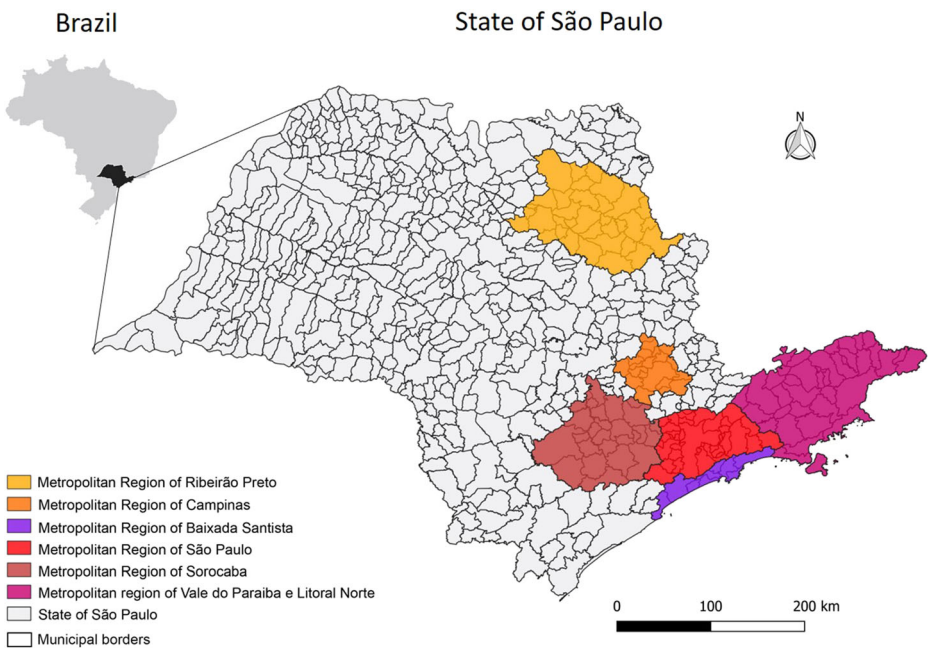 Brazil
State of São Paulo
N
Metropolitan Region of Ribeirão Preto
Metropolitan Region of Campinas
Metropolitan Region of Baixada Santista
Metropolitan Region of São Paulo
Metropolitan Region of Sorocaba
Metropolitan region of Vale do Paraiba e Litoral Norte
State of São Paulo
Municipal borders
0 100 200 km